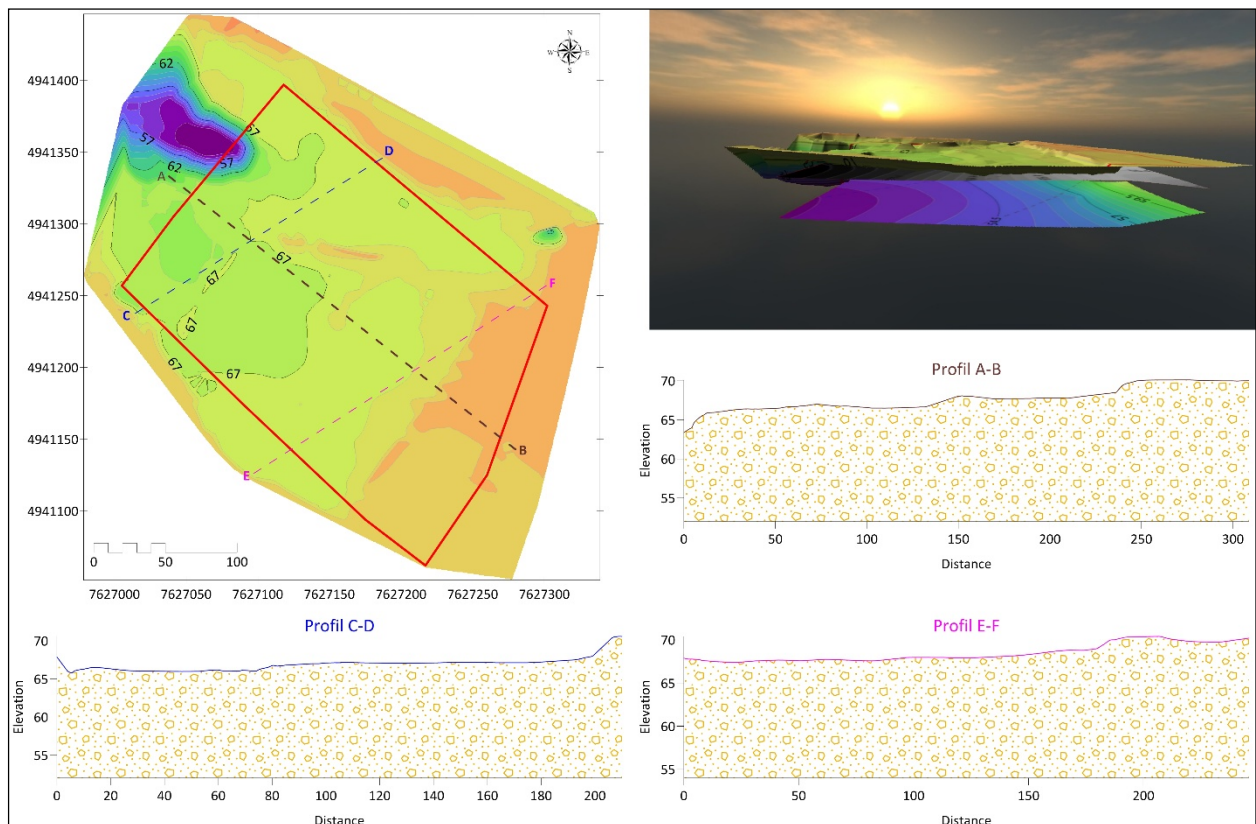 N
W E
S
4941400
4941350
4941300
4941250
4941200
4941150
4941100
62
57
67
57
62
A
D
67
67
67
67
67
C
F
B
E
0 50 100
7627000 7627050 7627100 7627150 7627200 7627250 7627300
Profil A-B
70
65
60
55
Elevation
0 50 100 150 200 250 300
Distance
Profil C-D
70
65
60
55
Elevation
0 20 40 60 80 100 120 140 160 180 200
Distance
Profil E-F
70
65
60
55
Elevation
0 50 100 150 200
Distance